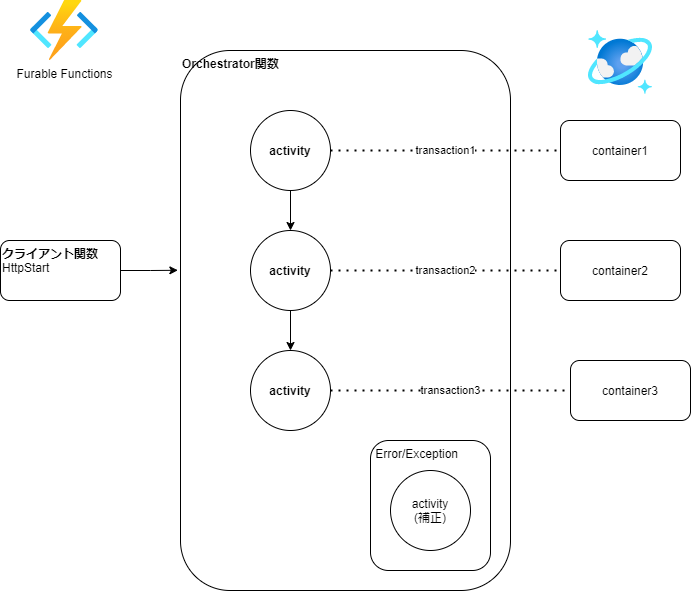 Furable Functions
Orchestrator関数
activity
transaction1
container1
クライアント関数
HttpStart
activity
transaction2
container2
activity
transaction3
container3
Error/Exception
activity
(補正)